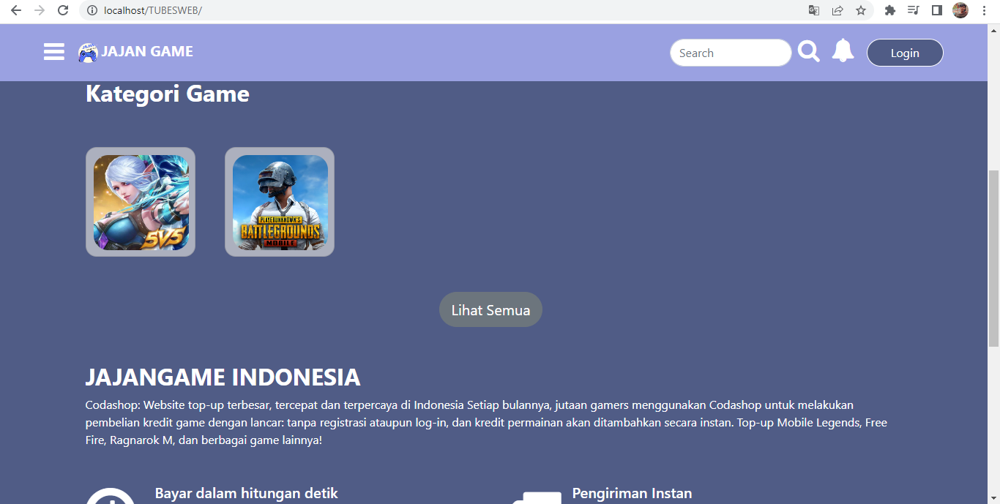 localhost/TUBESWEB/
JAJAN GAME
Search
Login
Kategori Game
5V5
PLAYERUNKNOWN'S
BATTLEGROUNDS
MOBILE
Lihat Semua
JAJANGAME INDONESIA
Codashop: Website top-up terbesar, tercepat dan terpercaya di Indonesia Setiap bulannya, jutaan gamers menggunakan Codashop untuk melakukan
pembelian kredit game dengan lancar: tanpa registrasi ataupun log-in, dan kredit permainan akan ditambahkan secara instan. Top-up Mobile Legends, Free
Fire, Ragnarok M, dan berbagai game lainnya!
Bayar dalam hitungan detik
Pengiriman Instan